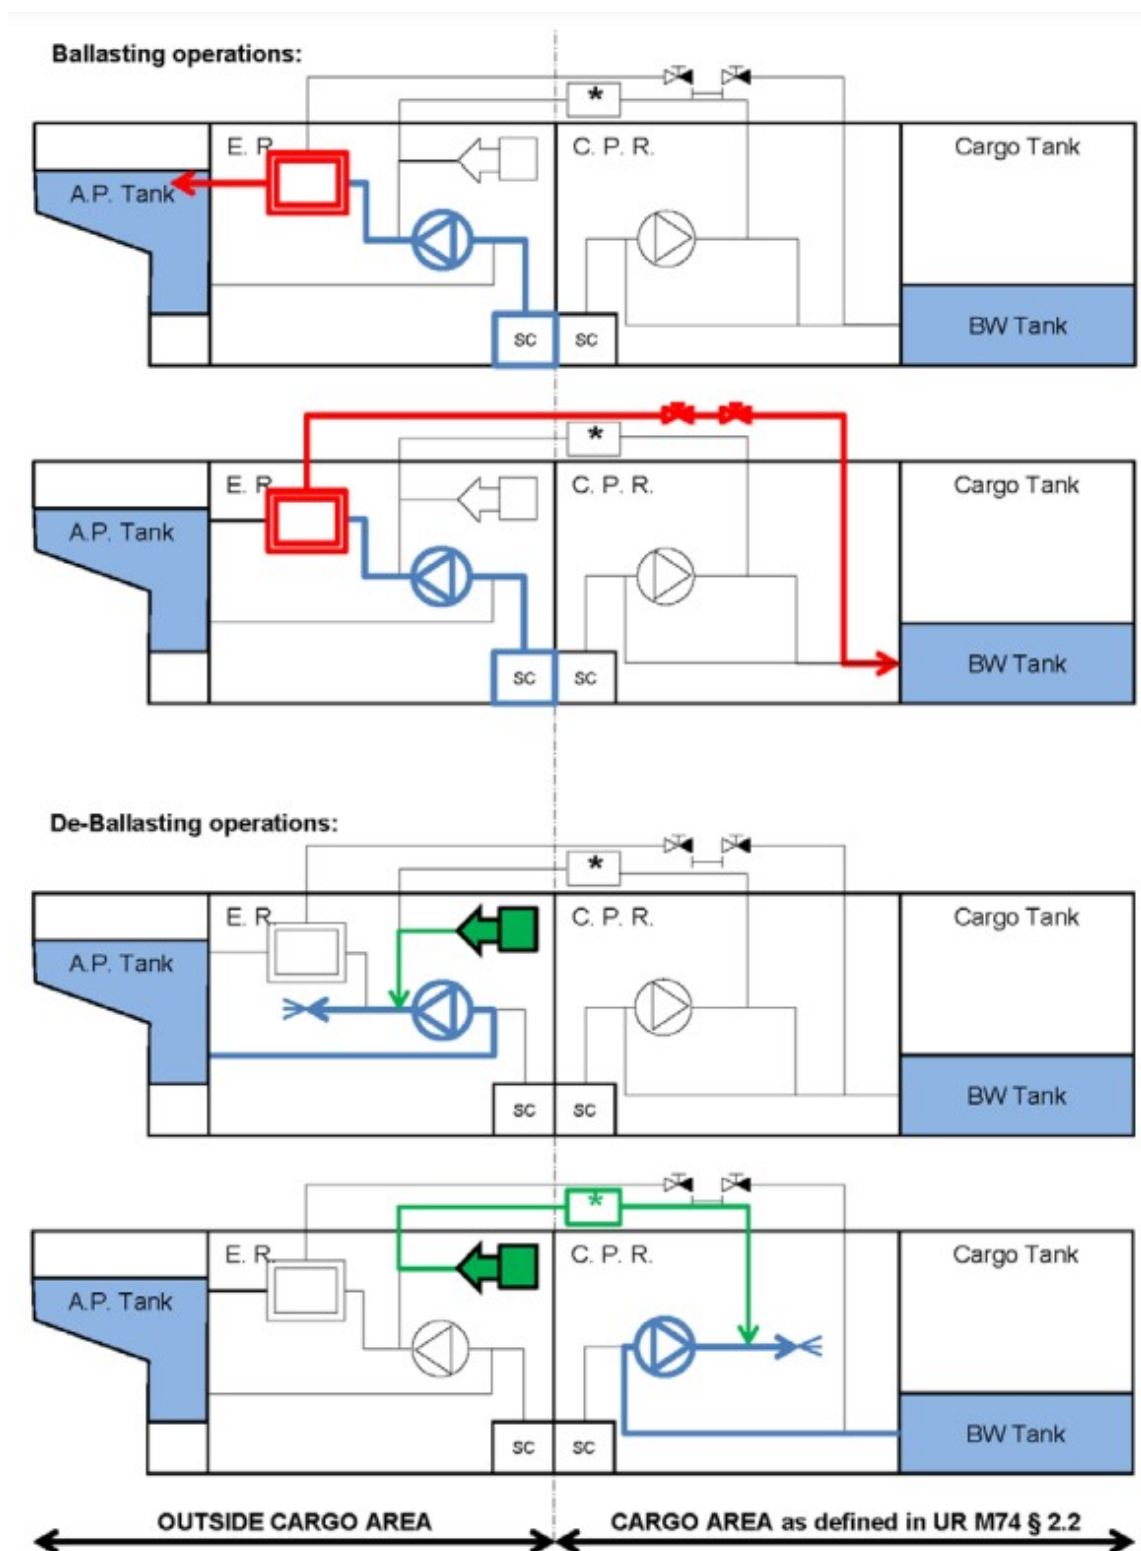 Ballasting operations:
*
E. R.
C. P. R.
Cargo Tank
A.P. Tank
BW Tank
sc
sc
*
E. R.
C. P. R.
Cargo Tank
A.P. Tank
BW Tank
sc
sc
De-Ballasting operations:
*
E. R.
C. P. R.
Cargo Tank
A.P. Tank
BW Tank
sc
sc
*
E. R.
C. P. R.
Cargo Tank
A.P. Tank
BW Tank
sc
sc
OUTSIDE CARGO AREA
CARGO AREA as defined in UR M74 § 2.2